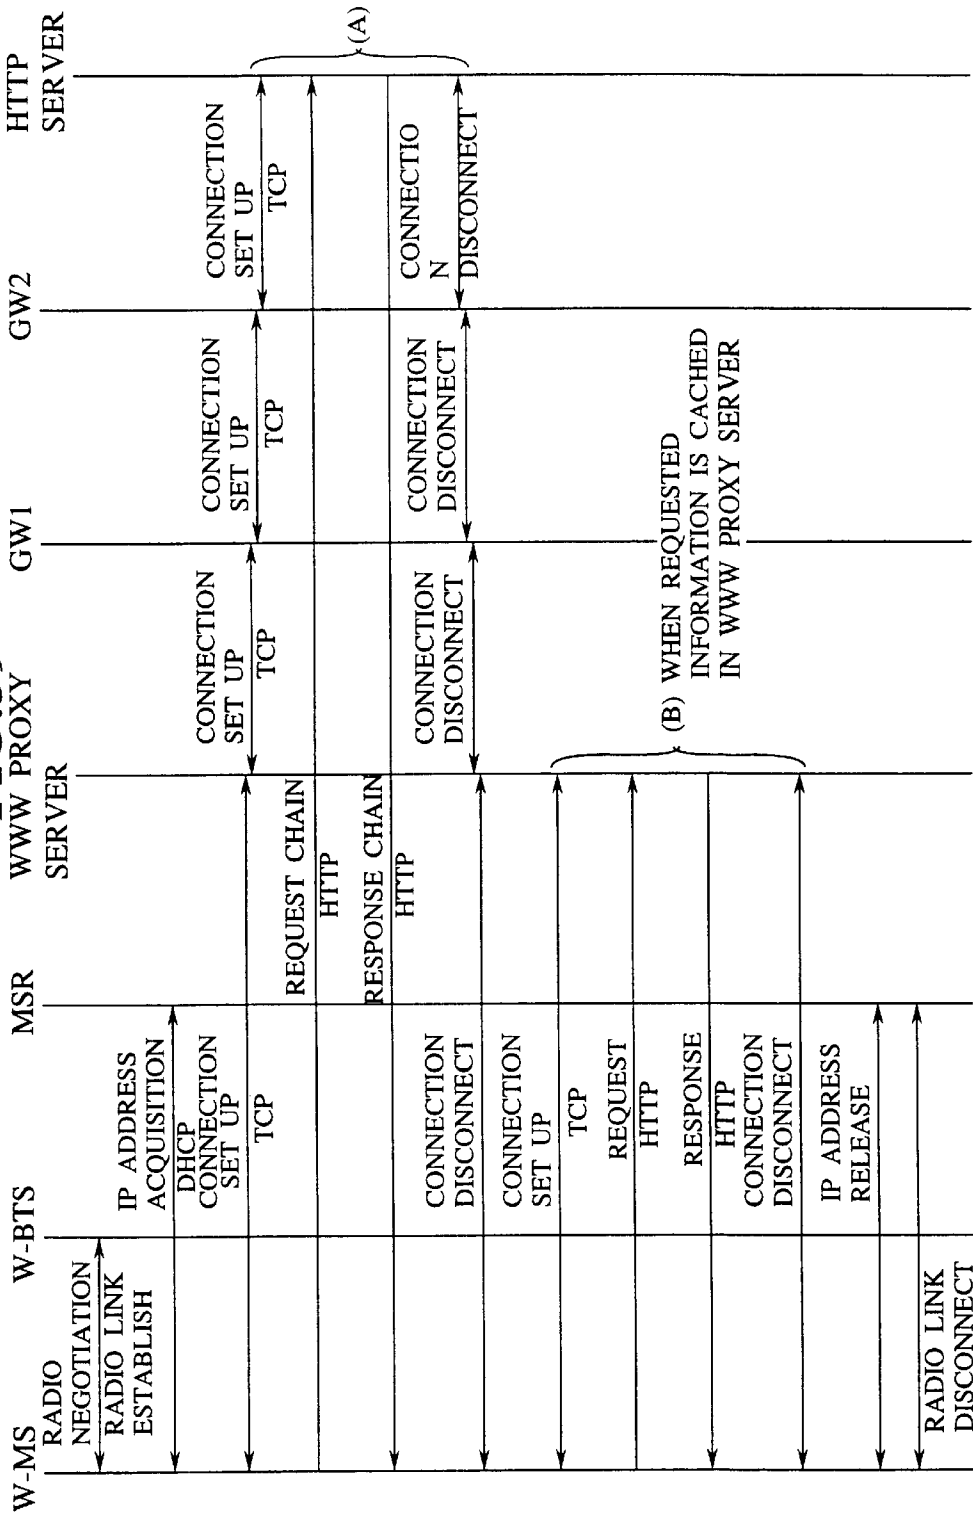 W-MS
W-BTS
MSR
WWW PROXY
SERVER
GW1
GW2
HTTP
SERVER
RADIO
NEGOTIATION
RADIO LINK
ESTABLISH
IP ADDRESS
ACQUISITION
DHCP
CONNECTION
SET UP
TCP
CONNECTION
SET UP
TCP
CONNECTION
SET UP
TCP
CONNECTION
SET UP
TCP
(A)
REQUEST CHAIN
HTTP
RESPONSE CHAIN
HTTP
CONNECTION
DISCONNECT
CONNECTION
DISCONNECT
CONNECTION
DISCONNECT
CONNECTIO
N
DISCONNECT
CONNECTION
SET UP
TCP
REQUEST
HTTP
RESPONSE
HTTP
CONNECTION
DISCONNECT
(B) WHEN REQUESTED
INFORMATION IS CACHED
IN WWW PROXY SERVER
IP ADDRESS
RELEASE
RADIO LINK
DISCONNECT